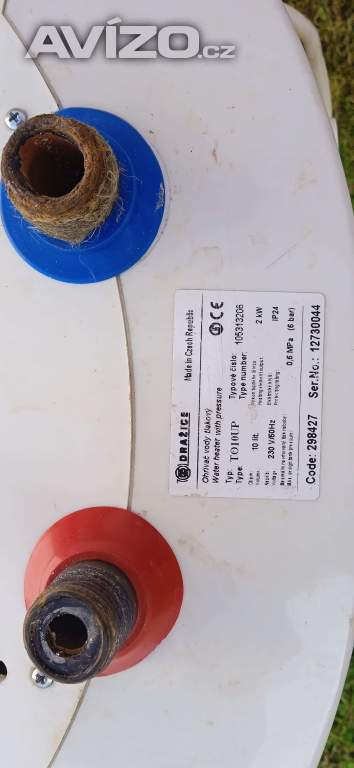 AVÍZO.cz
DRAŽICE
Made in Czech Republic
CE
Ohřívač vody tlakový
Water heater with pressure
Typ: TO10UP
Type:
Typové číslo: 105313206
Type number:
10 lit.
2 kW
230 V/50Hz
IP24
0,6 MPa (6 bar)
Code: 298427 Ser.No.: 12730044